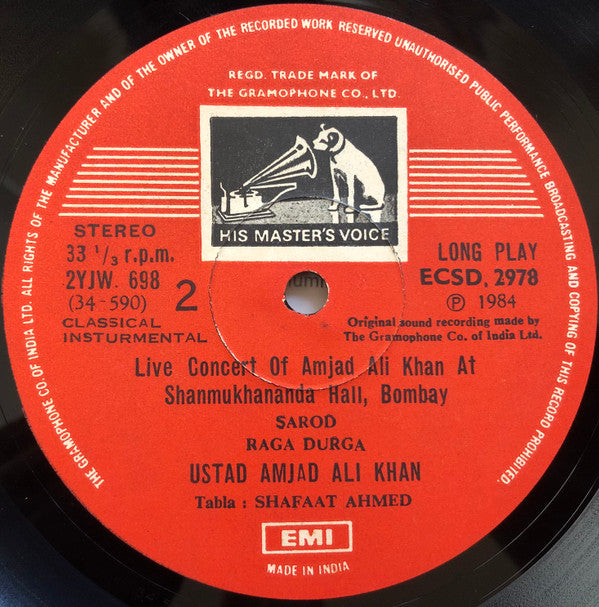 THE GRAMOPHONE CO. OF INDIA LTD. ALL RIGHTS OF THE MANUFACTURER AND OF THE OWNER OF THE RECORDED WORK RESERVED UNAUTHORISED PUBLIC PERFORMANCE BROADCASTING AND COPYING OF THIS RECORD PROHIBITED.
REGD. TRADE MARK OF
THE GRAMOPHONE CO., LTD.
HIS MASTER'S VOICE
STEREO
33 ⅓ r.p.m.
2YJW. 698
(34-590)
2
CLASSICAL
INSTURMENTAL
LONG PLAY
ECSD. 2978
℗ 1984
Original sound recording made by
The Gramophone Co. of India Ltd.
Live Concert Of Amjad Ali Khan At
Shanmukhananda Hall, Bombay
SAROD
RAGA DURGA
USTAD AMJAD ALI KHAN
Tabla : SHAFAAT AHMED
EMI
MADE IN INDIA